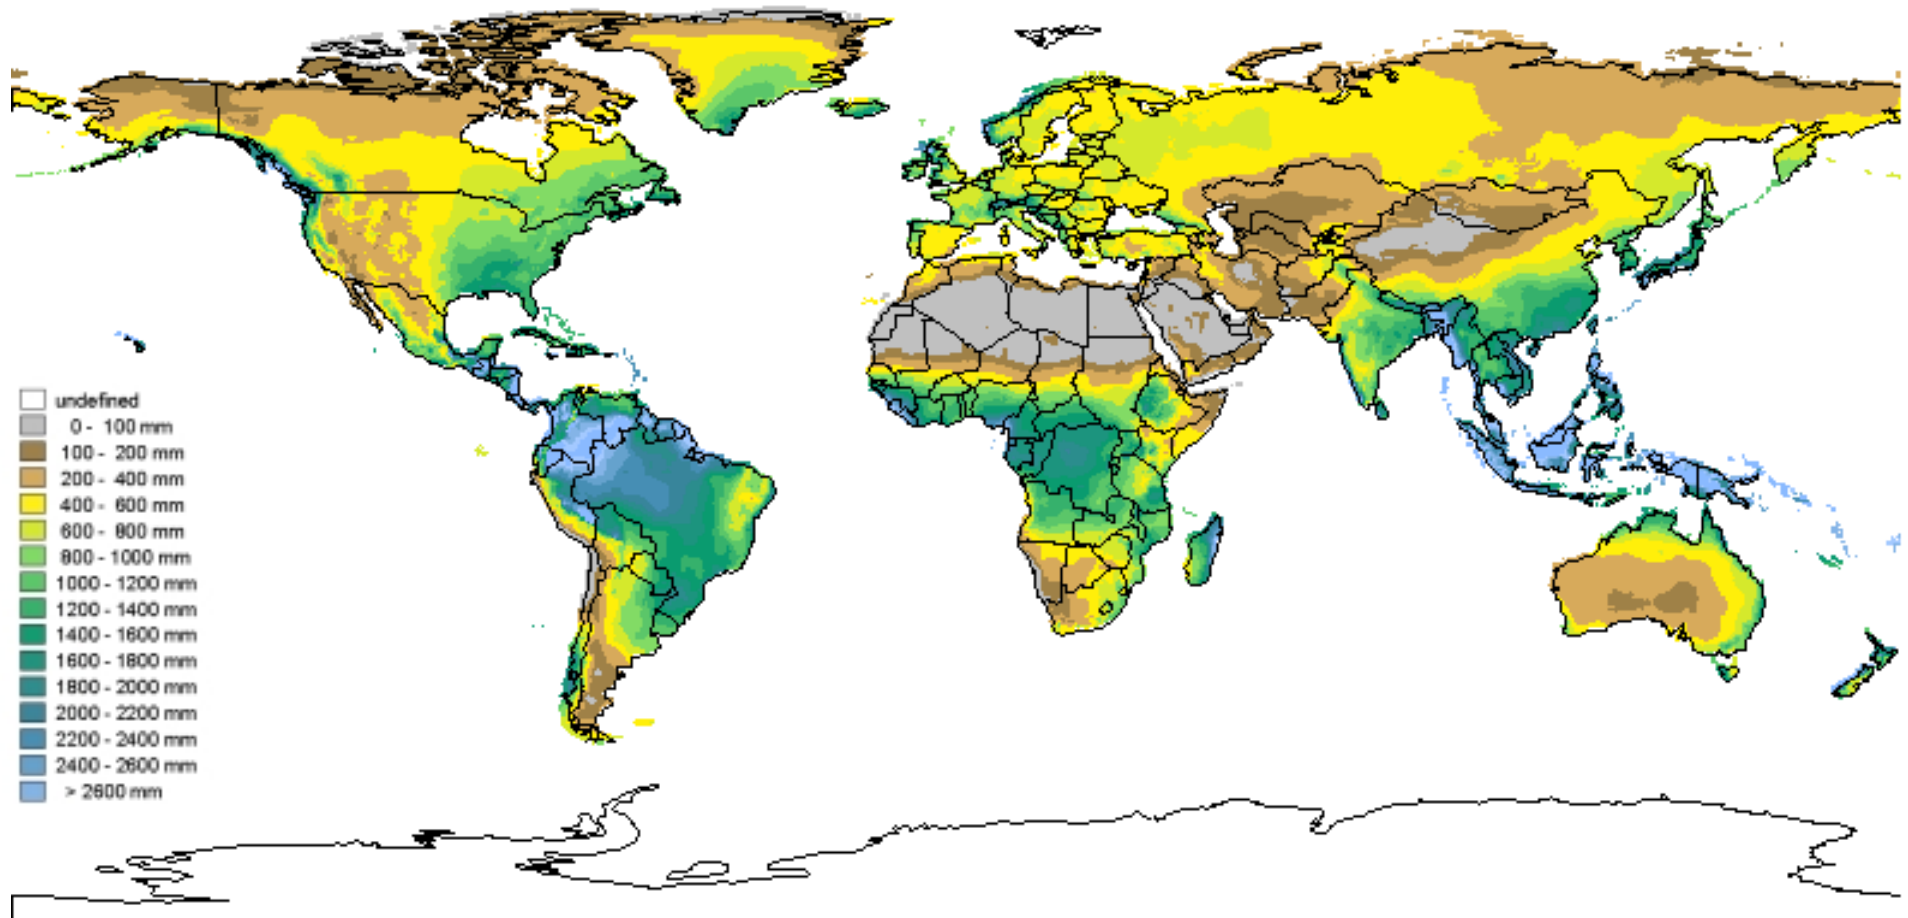 undefined
0 - 100 mm
100 - 200 mm
200 - 400 mm
400 - 600 mm
600 - 800 mm
800 - 1000 mm
1000 - 1200 mm
1200 - 1400 mm
1400 - 1600 mm
1600 - 1800 mm
1800 - 2000 mm
2000 - 2200 mm
2200 - 2400 mm
2400 - 2600 mm
> 2600 mm